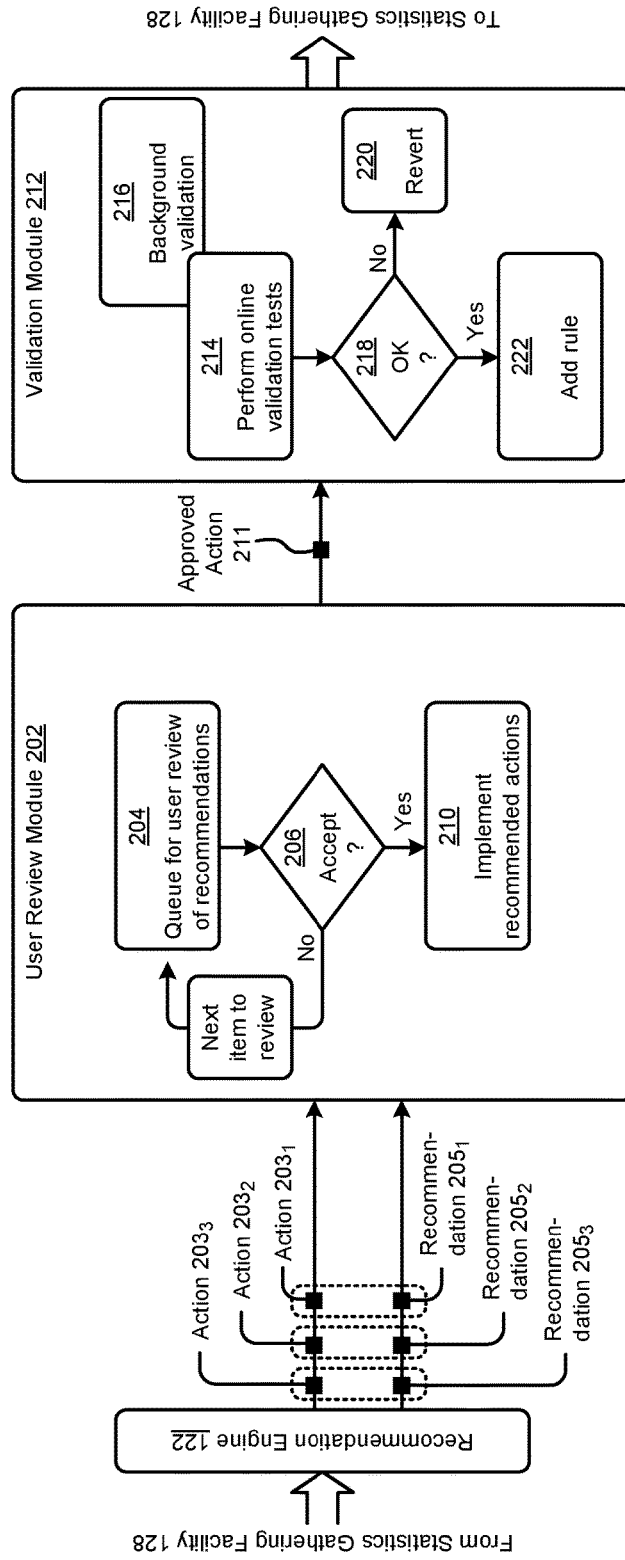 From Statistics Gathering Facility 128
Recommendation Engine 122
Action 203₃
Action 203₂
Action 203₁
Recommen-
dation 205₁
Recommen-
dation 205₂
Recommen-
dation 205₃
User Review Module 202
204
Queue for user review
of recommendations
Next
item to
review
206
Accept
?
No
Yes
210
Implement
recommended actions
Approved
Action
211
Validation Module 212
216
Background
validation
214
Perform online
validation tests
218
OK
?
No
220
Revert
Yes
222
Add rule
To Statistics Gathering Facility 128